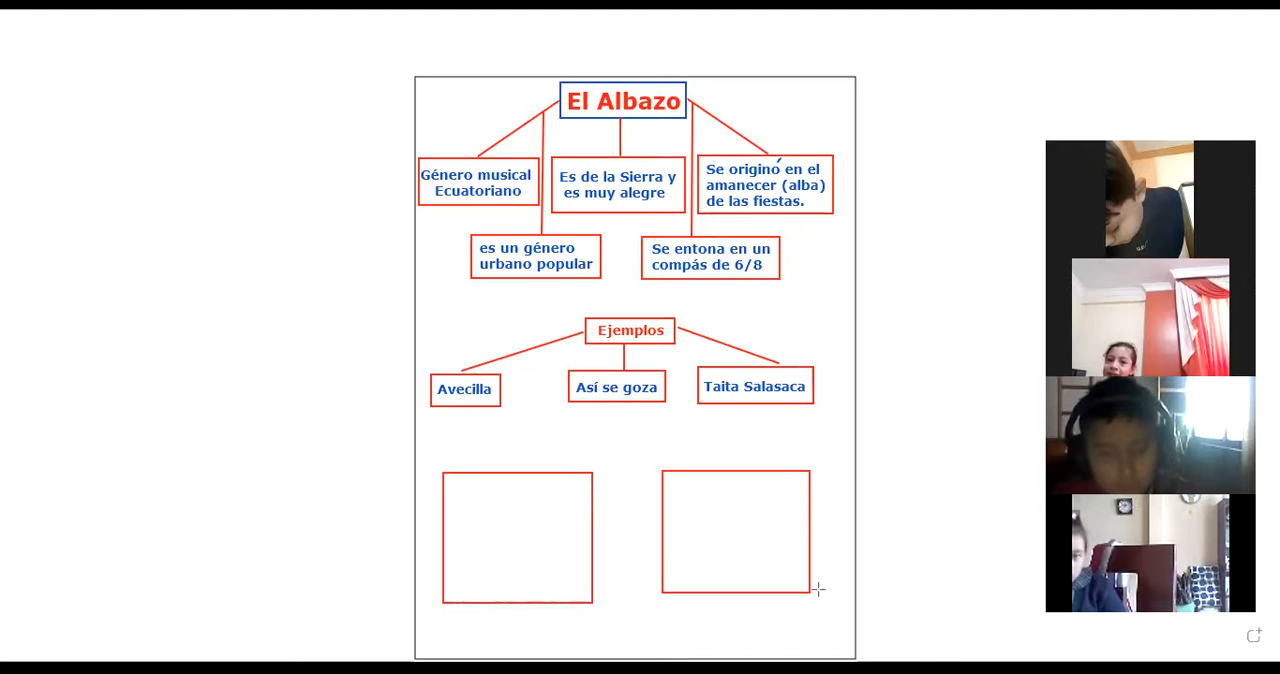 El Albazo
Género musical
Ecuatoriano
Es de la Sierra y
es muy alegre
Se originó en el
amanecer (alba)
de las fiestas.
es un género
urbano popular
Se entona en un
compás de 6/8
Ejemplos
Avecilla
Así se goza
Taita Salasaca